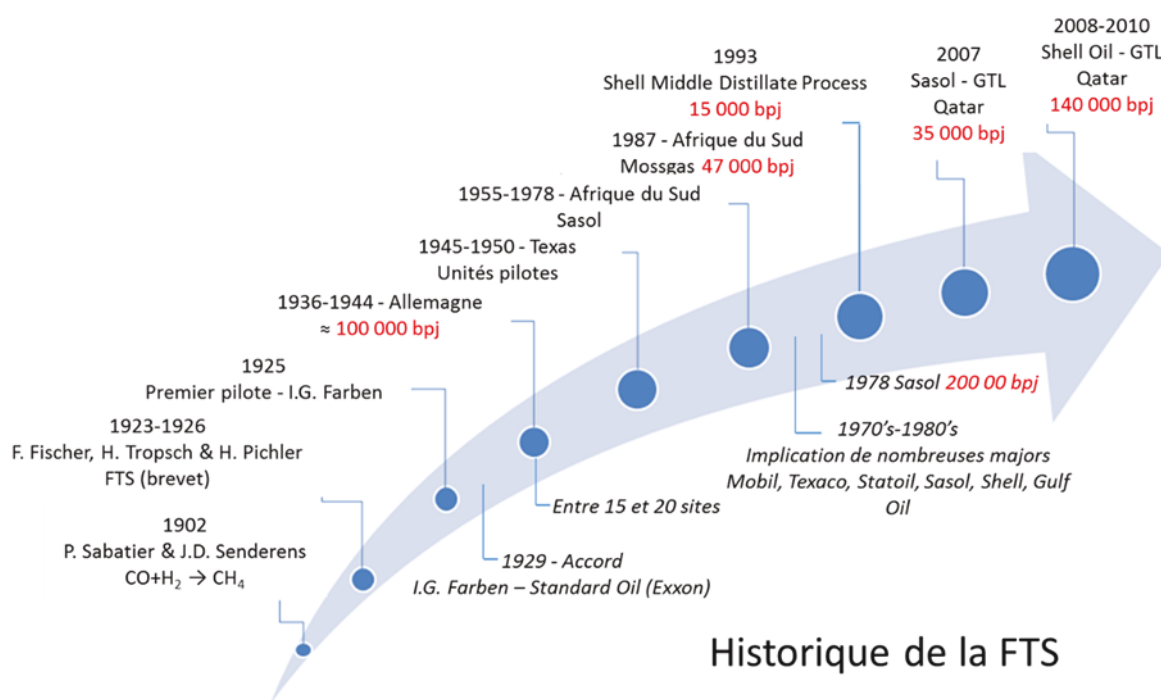 1902
P. Sabatier & J.D. Senderens
CO+H₂ → CH₄
1923-1926
F. Fischer, H. Tropsch & H. Pichler
FTS (brevet)
1925
Premier pilote - I.G. Farben
1929 - Accord
I.G. Farben – Standard Oil (Exxon)
1936-1944 - Allemagne
≈ 100 000 bpj
Entre 15 et 20 sites
1945-1950 - Texas
Unités pilotes
1955-1978 - Afrique du Sud
Sasol
1970's-1980's
Implication de nombreuses majors
Mobil, Texaco, Statoil, Sasol, Shell, Gulf
Oil
1978 Sasol 200 00 bpj
1987 - Afrique du Sud
Mossgas 47 000 bpj
1993
Shell Middle Distillate Process
15 000 bpj
2007
Sasol - GTL
Qatar
35 000 bpj
2008-2010
Shell Oil - GTL
Qatar
140 000 bpj
Historique de la FTS